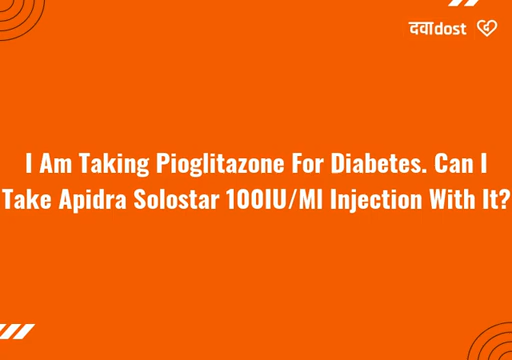 दवाdost
I Am Taking Pioglitazone For Diabetes. Can I
Take Apidra Solostar 100IU/Ml Injection With It?